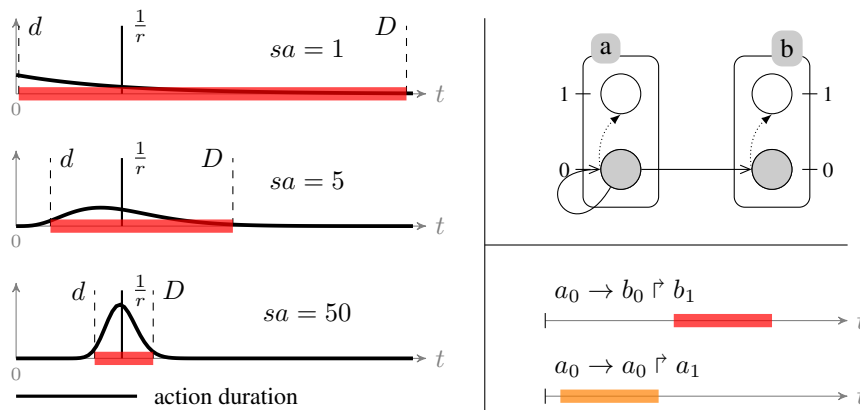 d
1/r
D
sa = 1
0
t
d
1/r
D
sa = 5
0
t
d
1/r
D
sa = 50
0
t
action duration
a
b
1
1
0
0
a₀ → b₀ ↱ b₁
t
a₀ → a₀ ↱ a₁
t